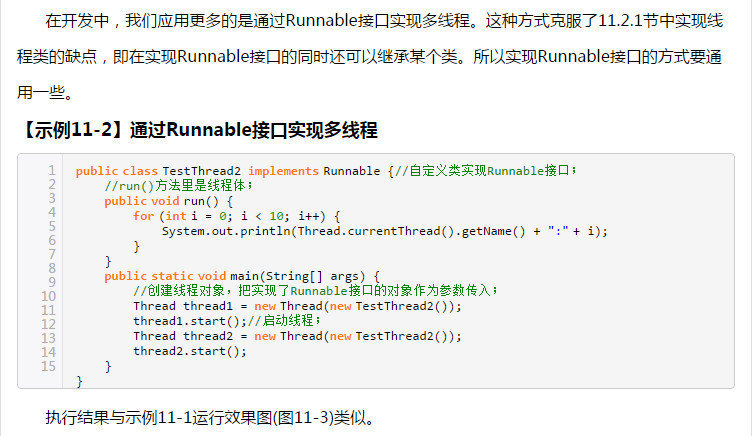 在开发中，我们应用更多的是通过Runnable接口实现多线程。这种方式克服了11.2.1节中实现线
程类的缺点，即在实现Runnable接口的同时还可以继承某个类。所以实现Runnable接口的方式要通
用一些。
【示例11-2】通过Runnable接口实现多线程
1 public class TestThread2 implements Runnable {//自定义类实现Runnable接口；
2     //run()方法里是线程体；
3     public void run() {
4         for (int i = 0; i < 10; i++) {
5             System.out.println(Thread.currentThread().getName() + ":" + i);
6         }
7     }
8     public static void main(String[] args) {
9         //创建线程对象，把实现了Runnable接口的对象作为参数传入；
10         Thread thread1 = new Thread(new TestThread2());
11         thread1.start();//启动线程；
12         Thread thread2 = new Thread(new TestThread2());
13         thread2.start();
14     }
15 }
执行结果与示例11-1运行效果图(图11-3)类似。